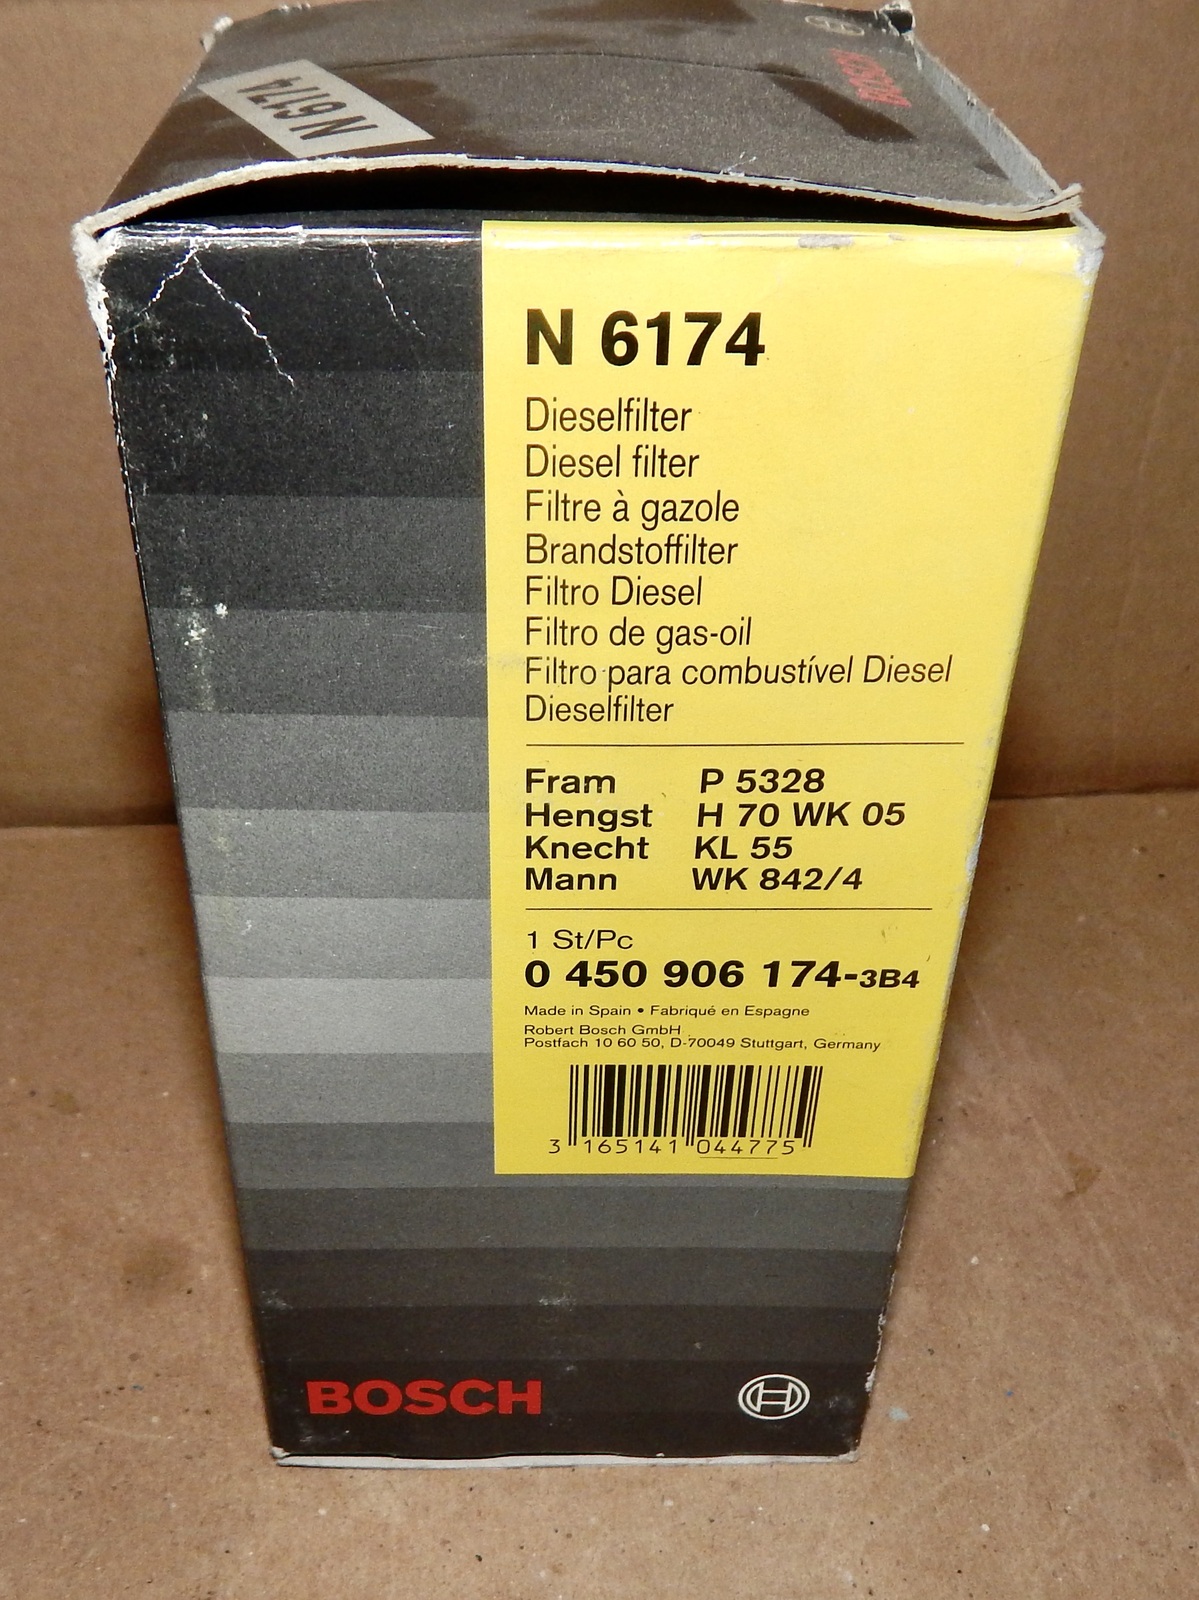 N 6174
BOSCH
N 6174
Dieselfilter
Diesel filter
Filtre à gazole
Brandstoffilter
Filtro Diesel
Filtro de gas-oil
Filtro para combustível Diesel
Dieselfilter
Fram P 5328
Hengst H 70 WK 05
Knecht KL 55
Mann WK 842/4
1 St/Pc
0 450 906 174-3B4
Made in Spain • Fabriqué en Espagne
Robert Bosch GmbH
Postfach 10 60 50, D-70049 Stuttgart, Germany
3 165141 044775
BOSCH